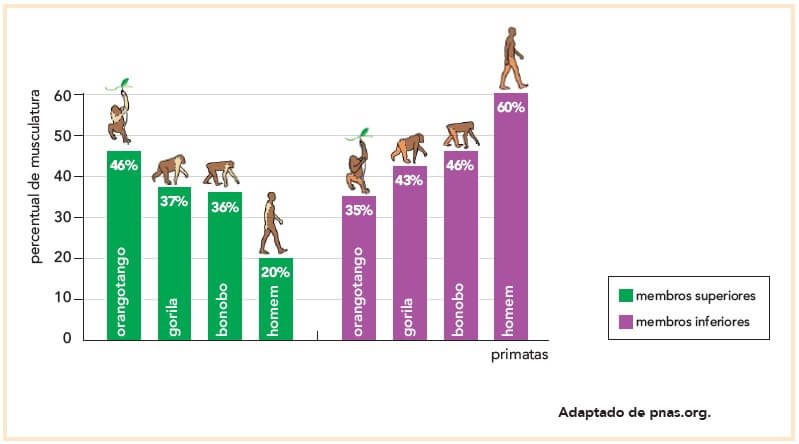 percentual de musculatura
60
50
40
30
20
10
0
46%
orangotango
37%
gorila
36%
bonobo
20%
homem
35%
orangotango
43%
gorila
46%
bonobo
60%
homem
primatas
membros superiores
membros inferiores
Adaptado de pnas.org.